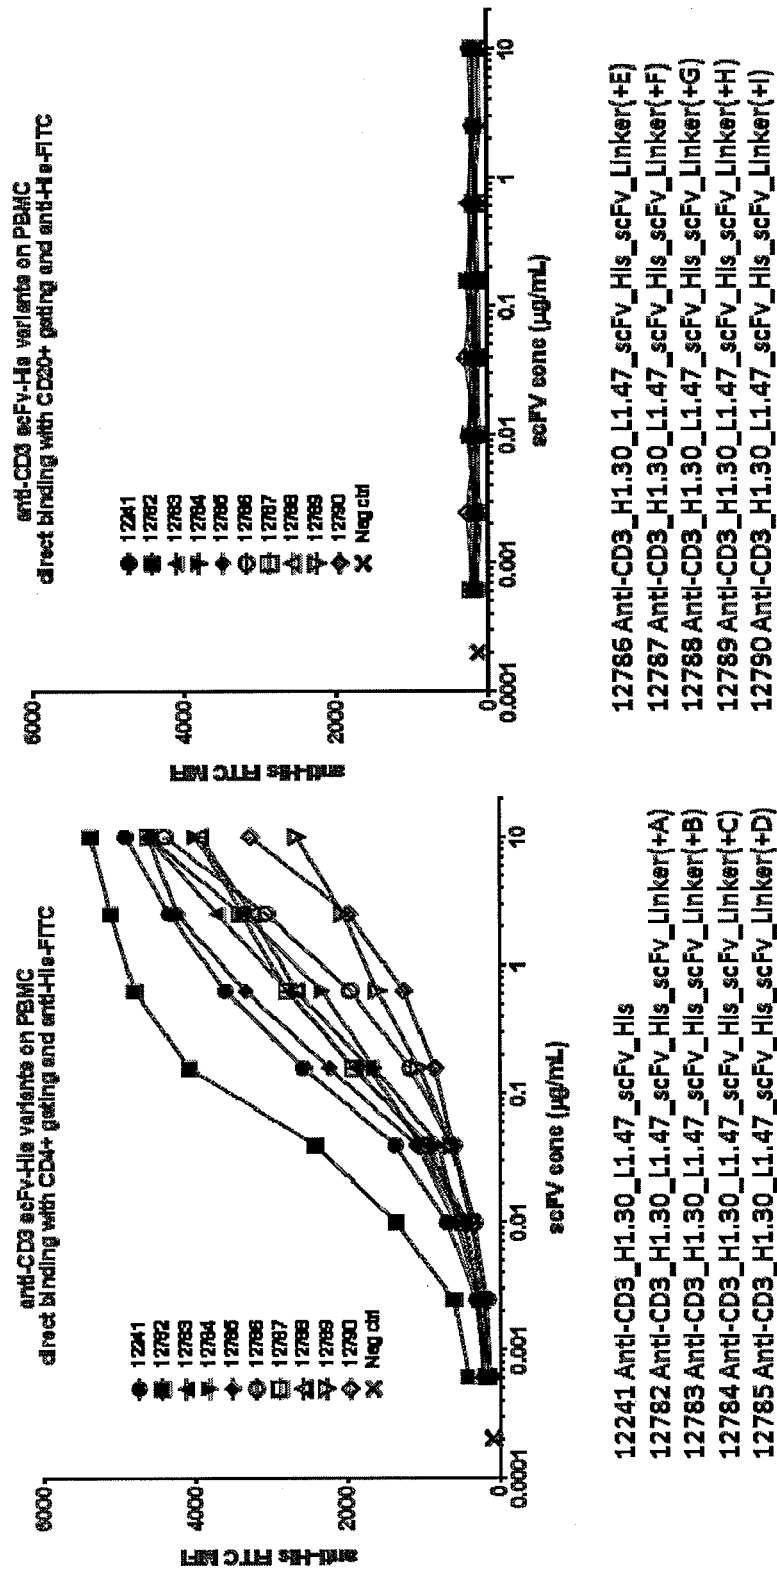 anti-CD3 scFv-His variants on PBMC
direct binding with CD4+ gating and anti-His-FITC
anti-His FITC MFI
6000
4000
2000
0
12241
12782
12783
12784
12785
12786
12787
12788
12789
12790
Neg ctrl
0.0001
0.001
0.01
0.1
1
10
scFV conc (µg/mL)
anti-CD3 scFv-His variants on PBMC
direct binding with CD20+ gating and anti-His-FITC
anti-His FITC MFI
6000
4000
2000
0
12241
12782
12783
12784
12785
12786
12787
12788
12789
12790
Neg ctrl
0.0001
0.001
0.01
0.1
1
10
scFV conc (µg/mL)
12241 Anti-CD3_H1.30_L1.47_scFv_His
12782 Anti-CD3_H1.30_L1.47_scFv_His_scFv_Linker(+A)
12783 Anti-CD3_H1.30_L1.47_scFv_His_scFv_Linker(+B)
12784 Anti-CD3_H1.30_L1.47_scFv_His_scFv_Linker(+C)
12785 Anti-CD3_H1.30_L1.47_scFv_His_scFv_Linker(+D)
12786 Anti-CD3_H1.30_L1.47_scFv_His_scFv_Linker(+E)
12787 Anti-CD3_H1.30_L1.47_scFv_His_scFv_Linker(+F)
12788 Anti-CD3_H1.30_L1.47_scFv_His_scFv_Linker(+G)
12789 Anti-CD3_H1.30_L1.47_scFv_His_scFv_Linker(+H)
12790 Anti-CD3_H1.30_L1.47_scFv_His_scFv_Linker(+I)